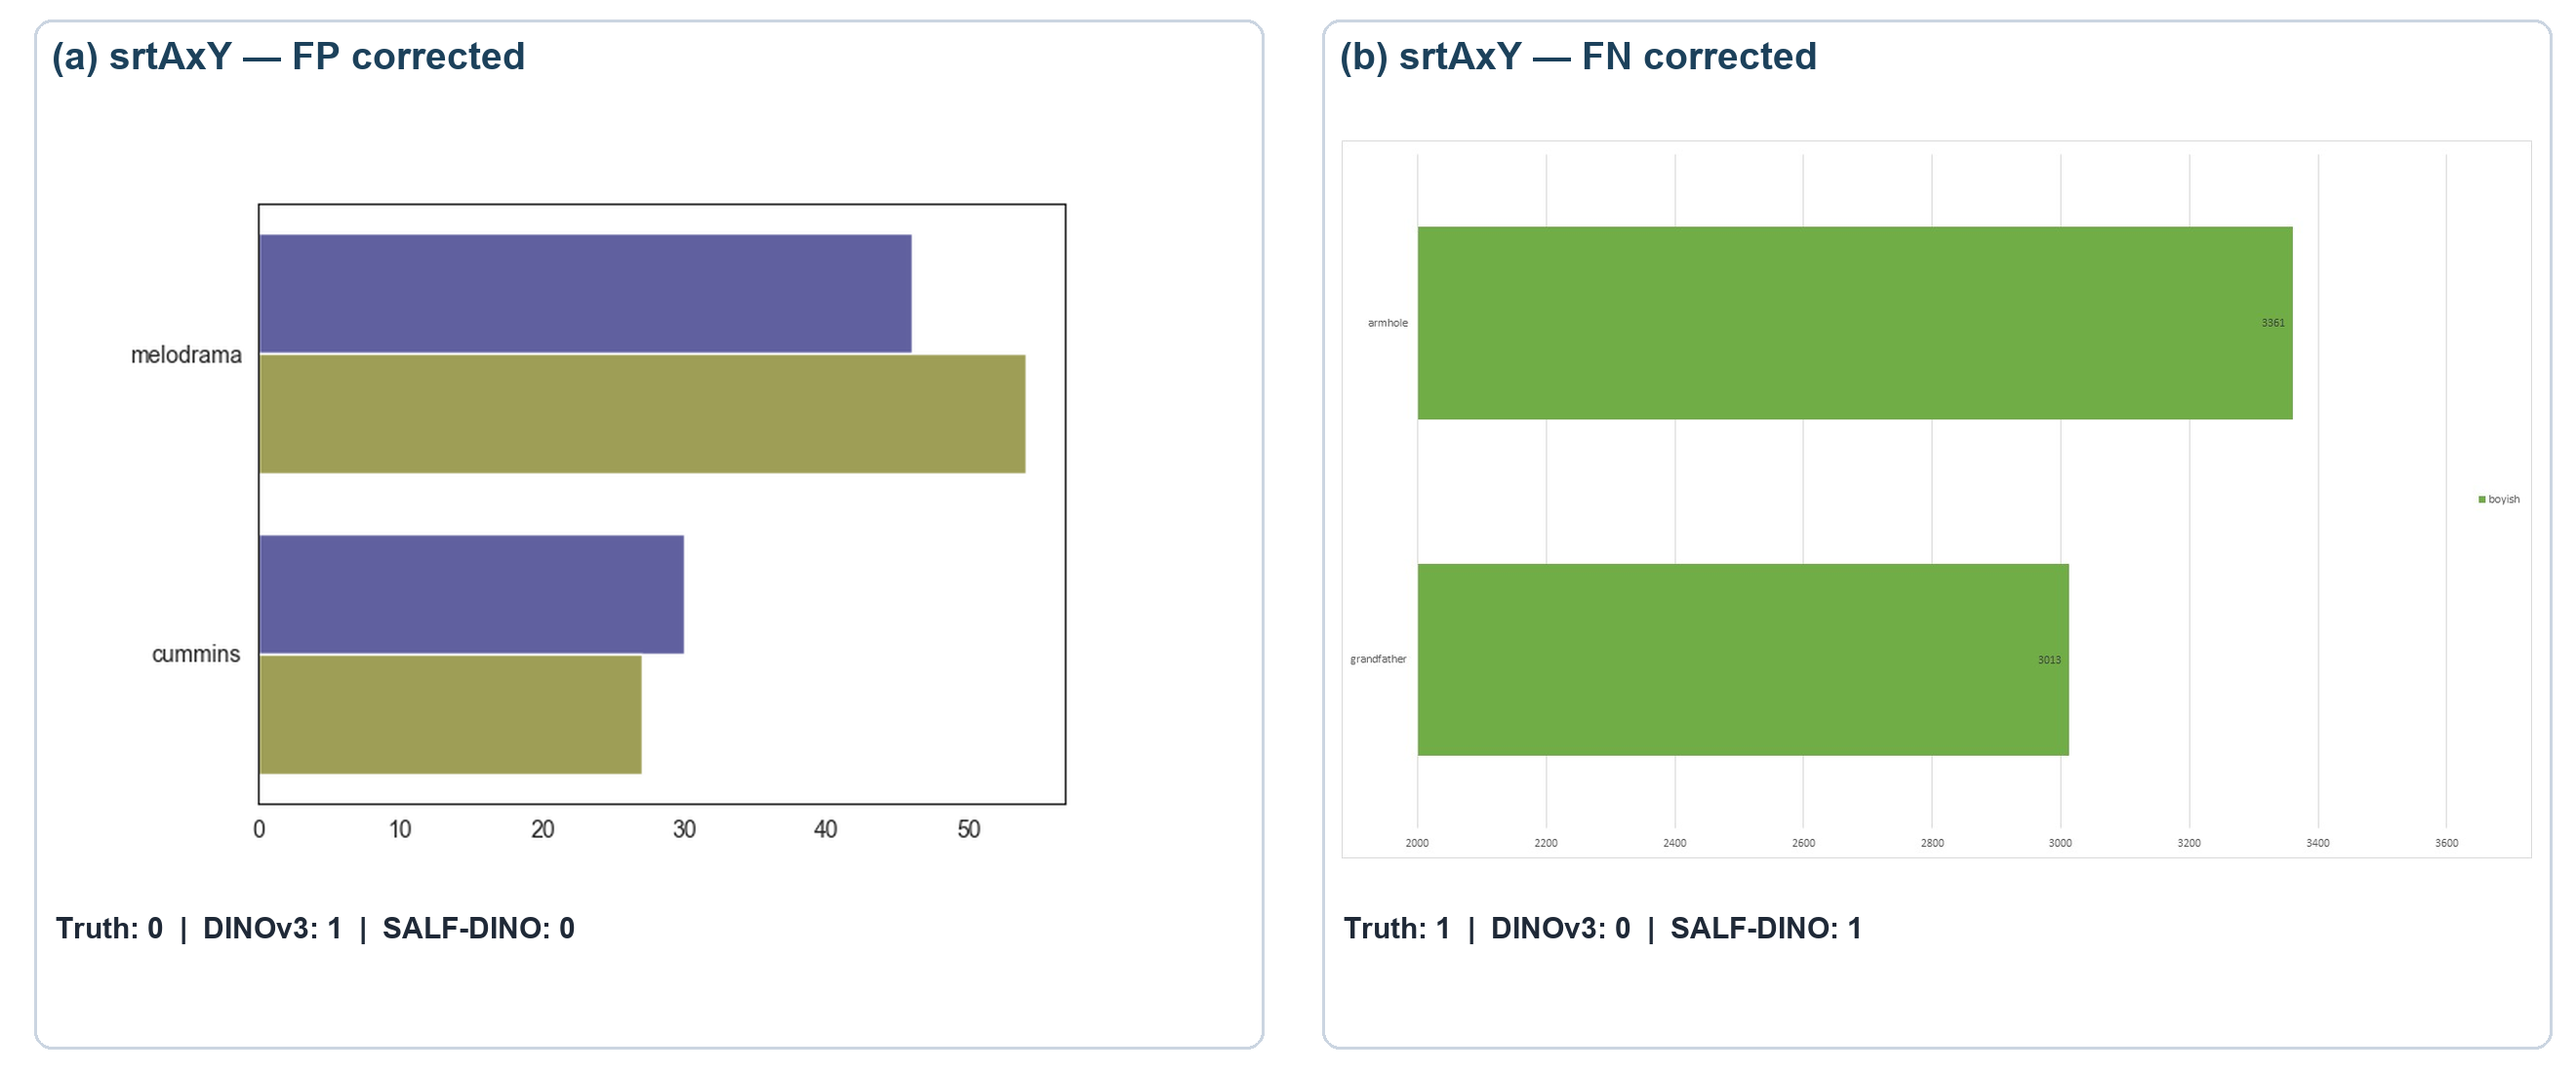 (a) srtAxY — FP corrected
melodrama
cummins
0 10 20 30 40 50
Truth: 0 | DINOv3: 1 | SALF-DINO: 0
(b) srtAxY — FN corrected
armhole
3361
boyish
grandfather
3013
2000 2200 2400 2600 2800 3000 3200 3400 3600
Truth: 1 | DINOv3: 0 | SALF-DINO: 1